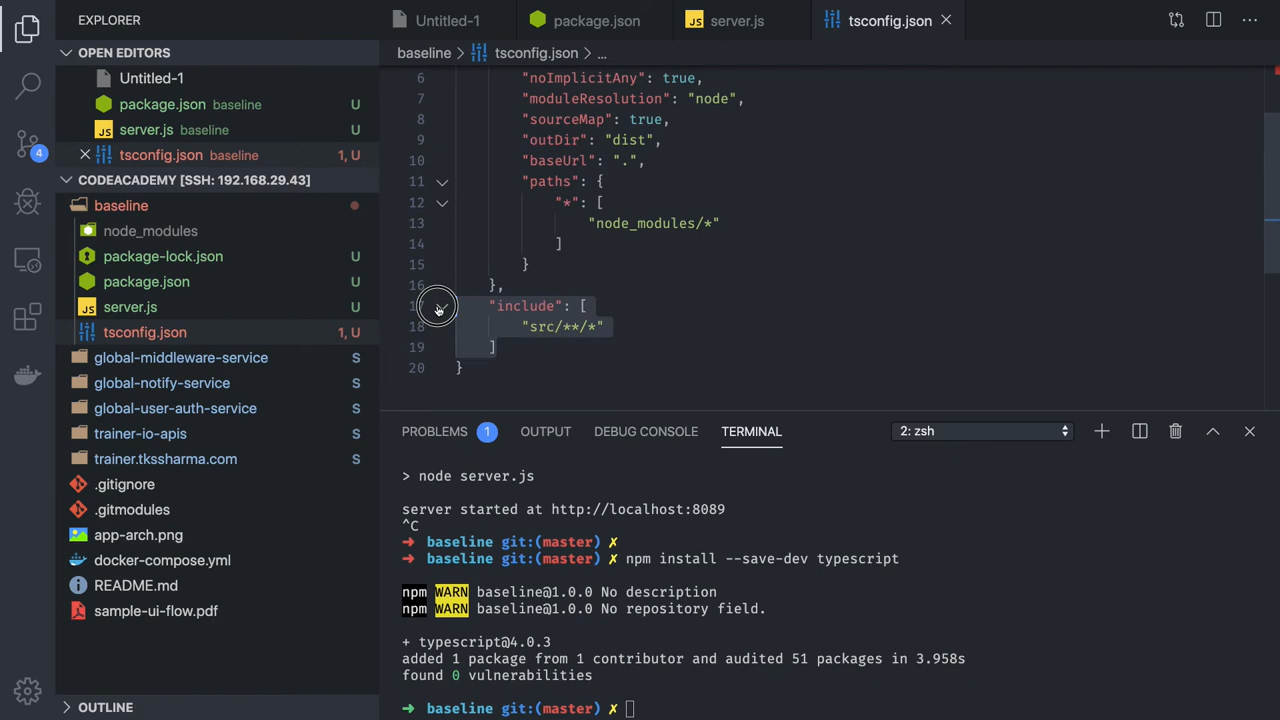 EXPLORER
OPEN EDITORS
Untitled-1
package.json baseline U
server.js baseline U
tsconfig.json baseline 1, U
CODEACADEMY [SSH: 192.168.29.43]
baseline
node_modules
package-lock.json U
package.json U
server.js U
tsconfig.json 1, U
global-middleware-service S
global-notify-service S
global-user-auth-service S
trainer-io-apis S
trainer.tkssharma.com S
.gitignore
.gitmodules
app-arch.png
docker-compose.yml
README.md
sample-ui-flow.pdf
OUTLINE
4
Untitled-1 package.json JS server.js tsconfig.json
baseline > tsconfig.json > ...
6 "noImplicitAny": true,
7 "moduleResolution": "node",
8 "sourceMap": true,
9 "outDir": "dist",
10 "baseUrl": ".",
11 "paths": {
12 "*": [
13 "node_modules/*"
14 ]
15 }
16 },
17 "include": [
18 "src/**/*"
19 ]
20 }
PROBLEMS 1 OUTPUT DEBUG CONSOLE TERMINAL 2: zsh
> node server.js
server started at http://localhost:8089
^C
➜ baseline git:(master) ✗
➜ baseline git:(master) ✗ npm install --save-dev typescript
npm WARN baseline@1.0.0 No description
npm WARN baseline@1.0.0 No repository field.
+ typescript@4.0.3
added 1 package from 1 contributor and audited 51 packages in 3.958s
found 0 vulnerabilities
➜ baseline git:(master) ✗